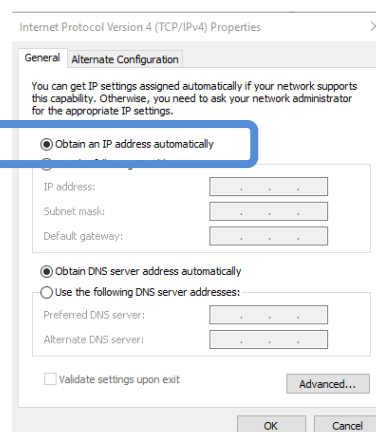 Internet Protocol Version 4 (TCP/IPv4) Properties
General Alternate Configuration
You can get IP settings assigned automatically if your network supports
this capability. Otherwise, you need to ask your network administrator
for the appropriate IP settings.
Obtain an IP address automatically
IP address:
Subnet mask:
Default gateway:
Obtain DNS server address automatically
Use the following DNS server addresses:
Preferred DNS server:
Alternate DNS server:
Validate settings upon exit
Advanced...
OK Cancel